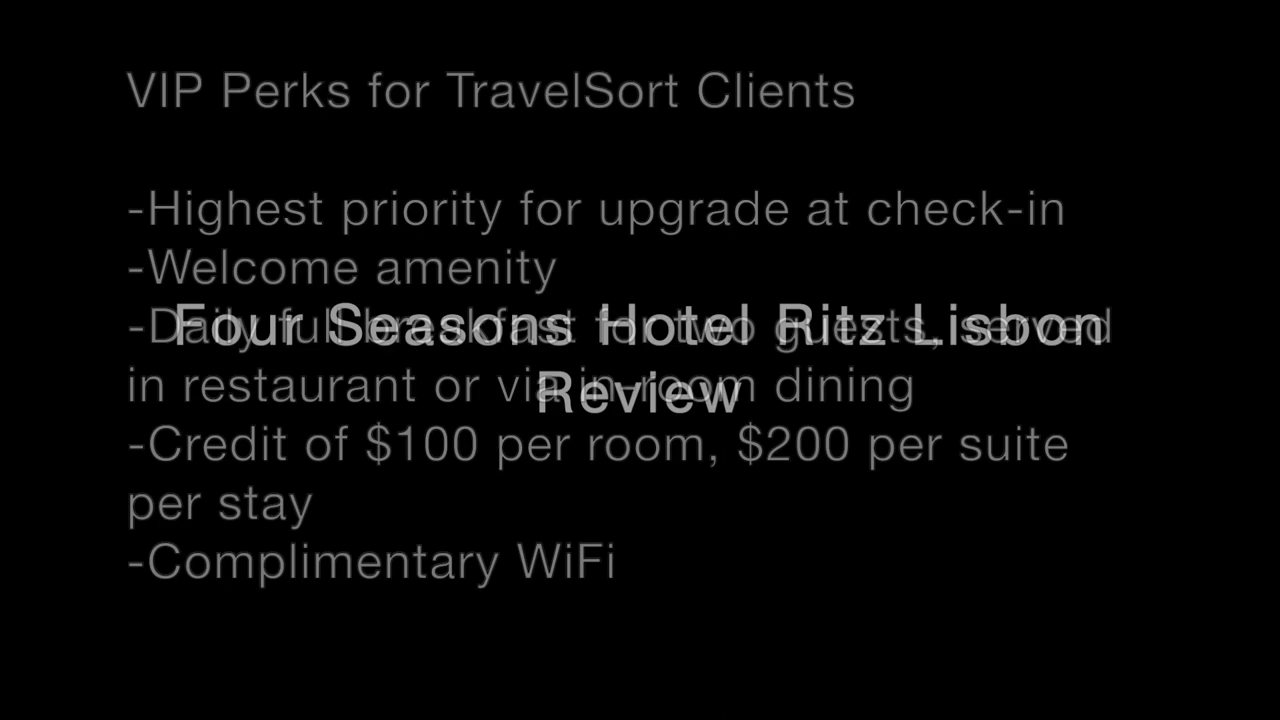 VIP Perks for TravelSort Clients
-Highest priority for upgrade at check-in
-Welcome amenity
-Daily full breakfast for two guests, served
Four Seasons Hotel Ritz Lisbon
in restaurant or via in-room dining
Review
-Credit of $100 per room, $200 per suite
per stay
-Complimentary WiFi